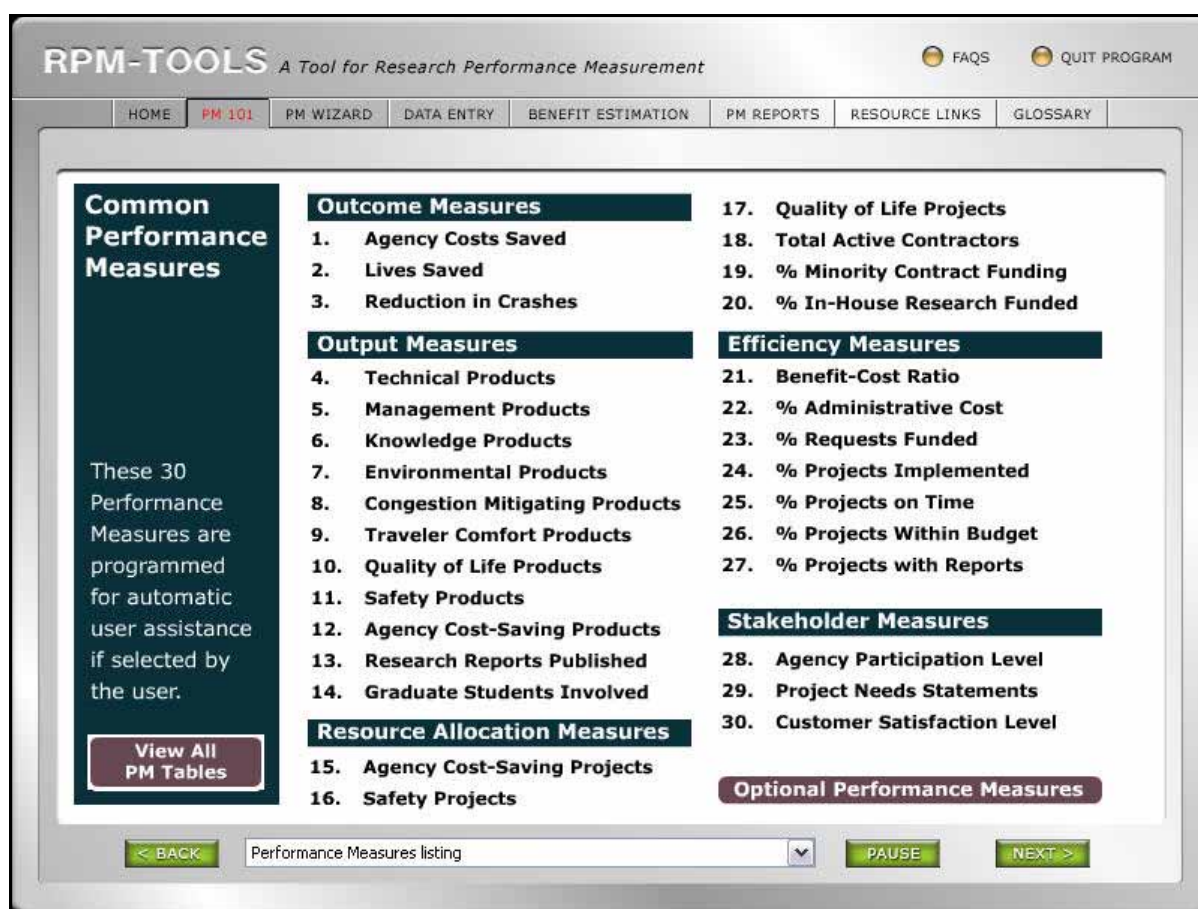 RPM-TOOLS A Tool for Research Performance Measurement
FAQS
QUIT PROGRAM
HOME
PM 101
PM WIZARD
DATA ENTRY
BENEFIT ESTIMATION
PM REPORTS
RESOURCE LINKS
GLOSSARY
Common
Performance
Measures
These 30
Performance
Measures are
programmed
for automatic
user assistance
if selected by
the user.
View All
PM Tables
Outcome Measures
1. Agency Costs Saved
2. Lives Saved
3. Reduction in Crashes
Output Measures
4. Technical Products
5. Management Products
6. Knowledge Products
7. Environmental Products
8. Congestion Mitigating Products
9. Traveler Comfort Products
10. Quality of Life Products
11. Safety Products
12. Agency Cost-Saving Products
13. Research Reports Published
14. Graduate Students Involved
Resource Allocation Measures
15. Agency Cost-Saving Projects
16. Safety Projects
17. Quality of Life Projects
18. Total Active Contractors
19. % Minority Contract Funding
20. % In-House Research Funded
Efficiency Measures
21. Benefit-Cost Ratio
22. % Administrative Cost
23. % Requests Funded
24. % Projects Implemented
25. % Projects on Time
26. % Projects Within Budget
27. % Projects with Reports
Stakeholder Measures
28. Agency Participation Level
29. Project Needs Statements
30. Customer Satisfaction Level
Optional Performance Measures
< BACK
Performance Measures listing
PAUSE
NEXT >